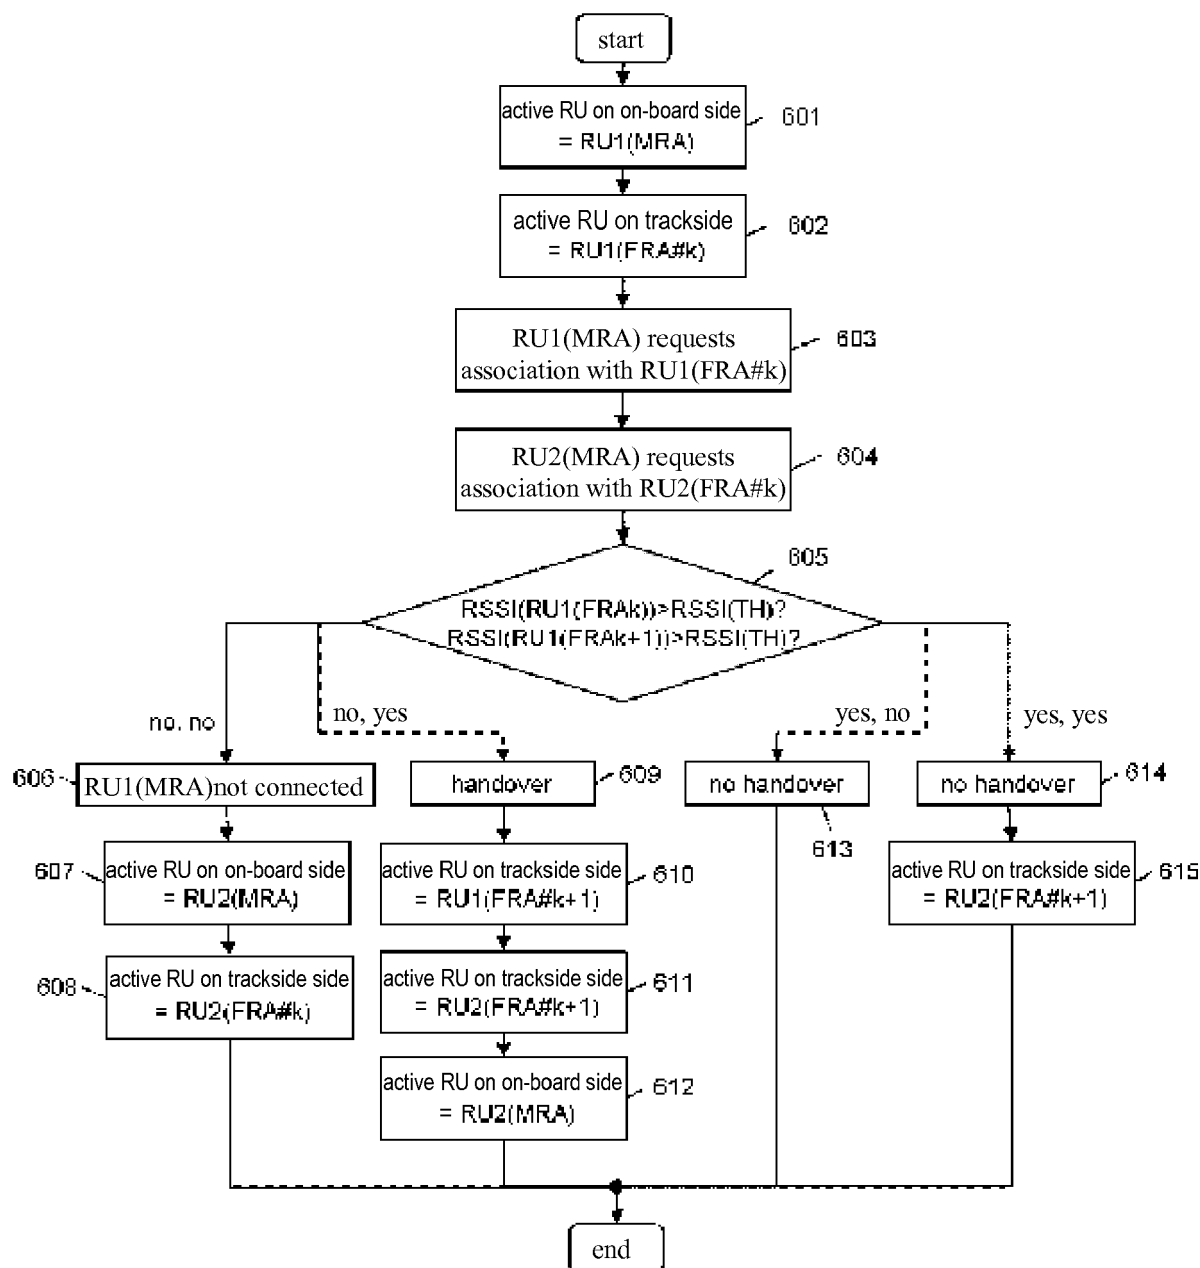 start
active RU on on-board side
= RU1(MRA)
601
active RU on trackside
= RU1(FRA#k)
602
RU1(MRA) requests
association with RU1(FRA#k)
603
RU2(MRA) requests
association with RU2(FRA#k)
604
605
RSSI(RU1(FRAk))>RSSI(TH)?
RSSI(RU1(FRAk+1))>RSSI(TH)?
no, no
no, yes
yes, no
yes, yes
606
RU1(MRA)not connected
handover
609
no handover
613
no handover
614
607
active RU on on-board side
= RU2(MRA)
active RU on trackside side
= RU1(FRA#k+1)
610
active RU on trackside side
= RU2(FRA#k+1)
615
608
active RU on trackside side
= RU2(FRA#k)
active RU on trackside side
= RU2(FRA#k+1)
611
active RU on on-board side
= RU2(MRA)
612
end